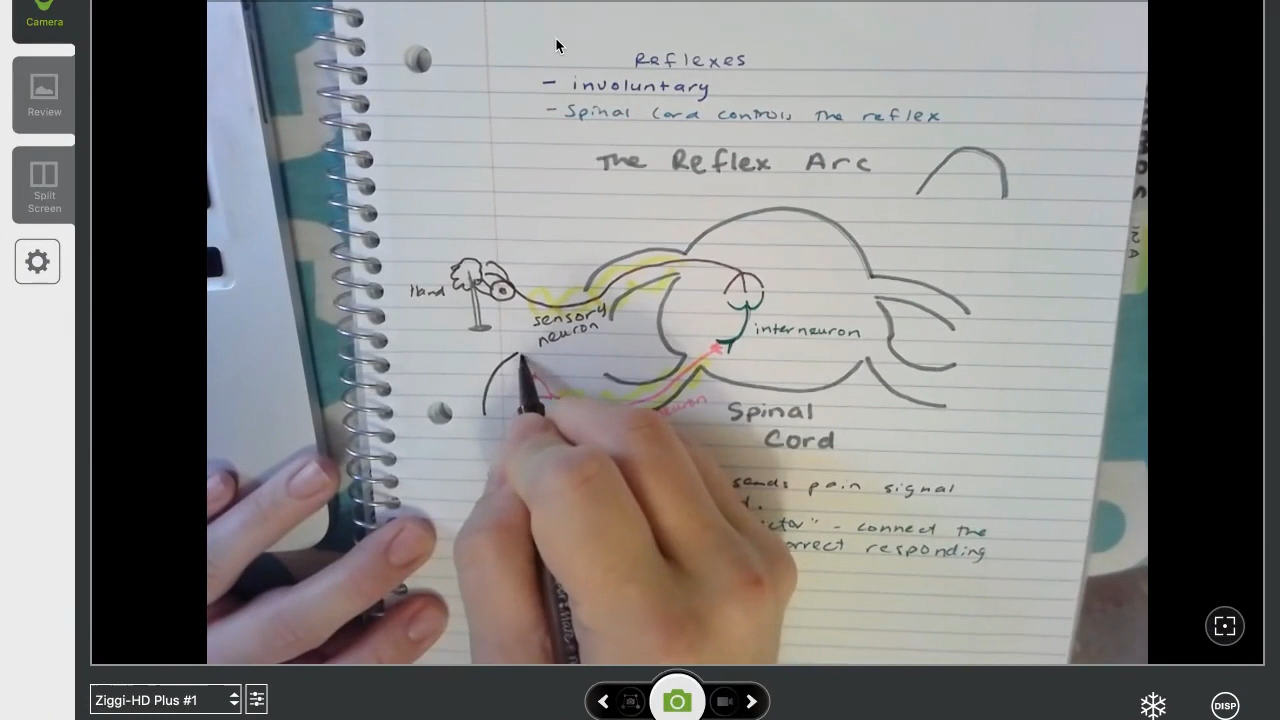 Camera
Review
Split
Screen
Reflexes
- involuntary
- Spinal Cord controls the reflex
The Reflex Arc
Hand
sensory
neuron
interneuron
Spinal
Cord
sends pain signal
- connect the
correct responding
Ziggi-HD Plus #1
DISP